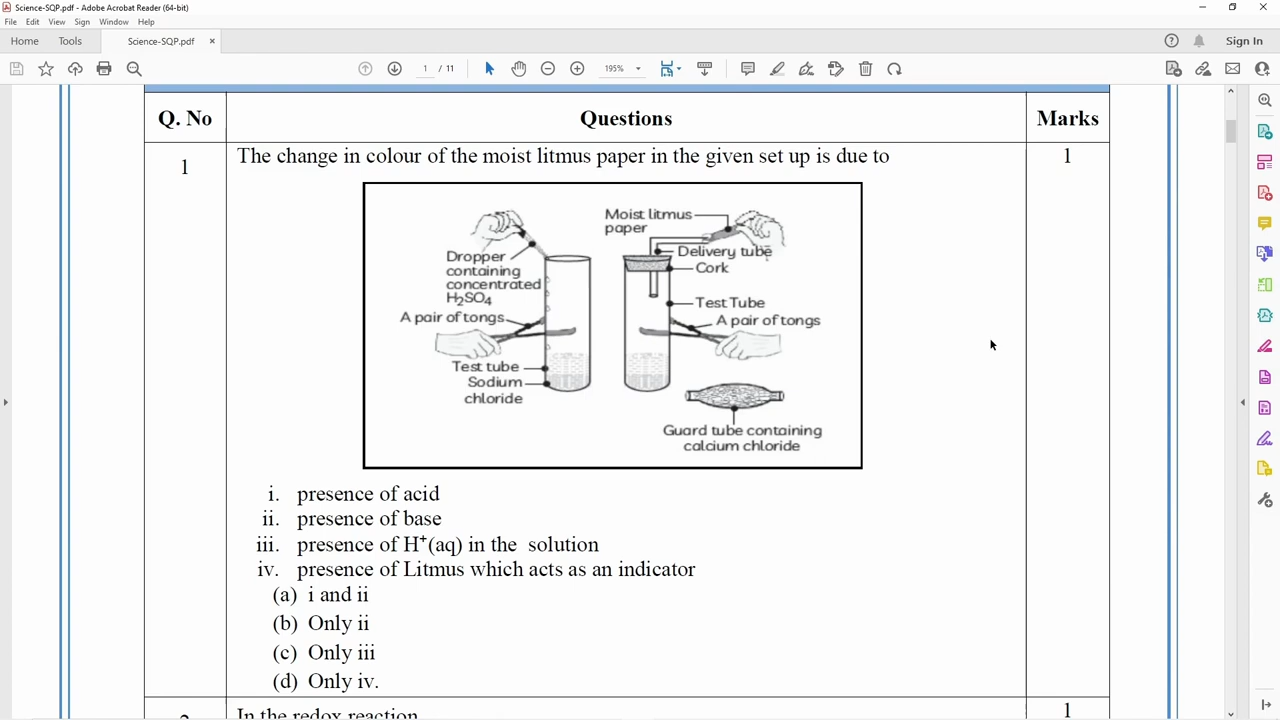 Science-SQP.pdf - Adobe Acrobat Reader (64-bit)
File Edit View Sign Window Help
Home Tools Science-SQP.pdf × Sign In
1 / 11 195%
Q. No Questions Marks
1 The change in colour of the moist litmus paper in the given set up is due to 1
Moist litmus
paper
Delivery tube
Cork
Dropper
containing
concentrated
H₂SO₄
Test Tube
A pair of tongs
A pair of tongs
Test tube
Sodium
chloride
Guard tube containing
calcium chloride
i. presence of acid
ii. presence of base
iii. presence of H⁺(aq) in the solution
iv. presence of Litmus which acts as an indicator
(a) i and ii
(b) Only ii
(c) Only iii
(d) Only iv.
2 In the redox reaction 1